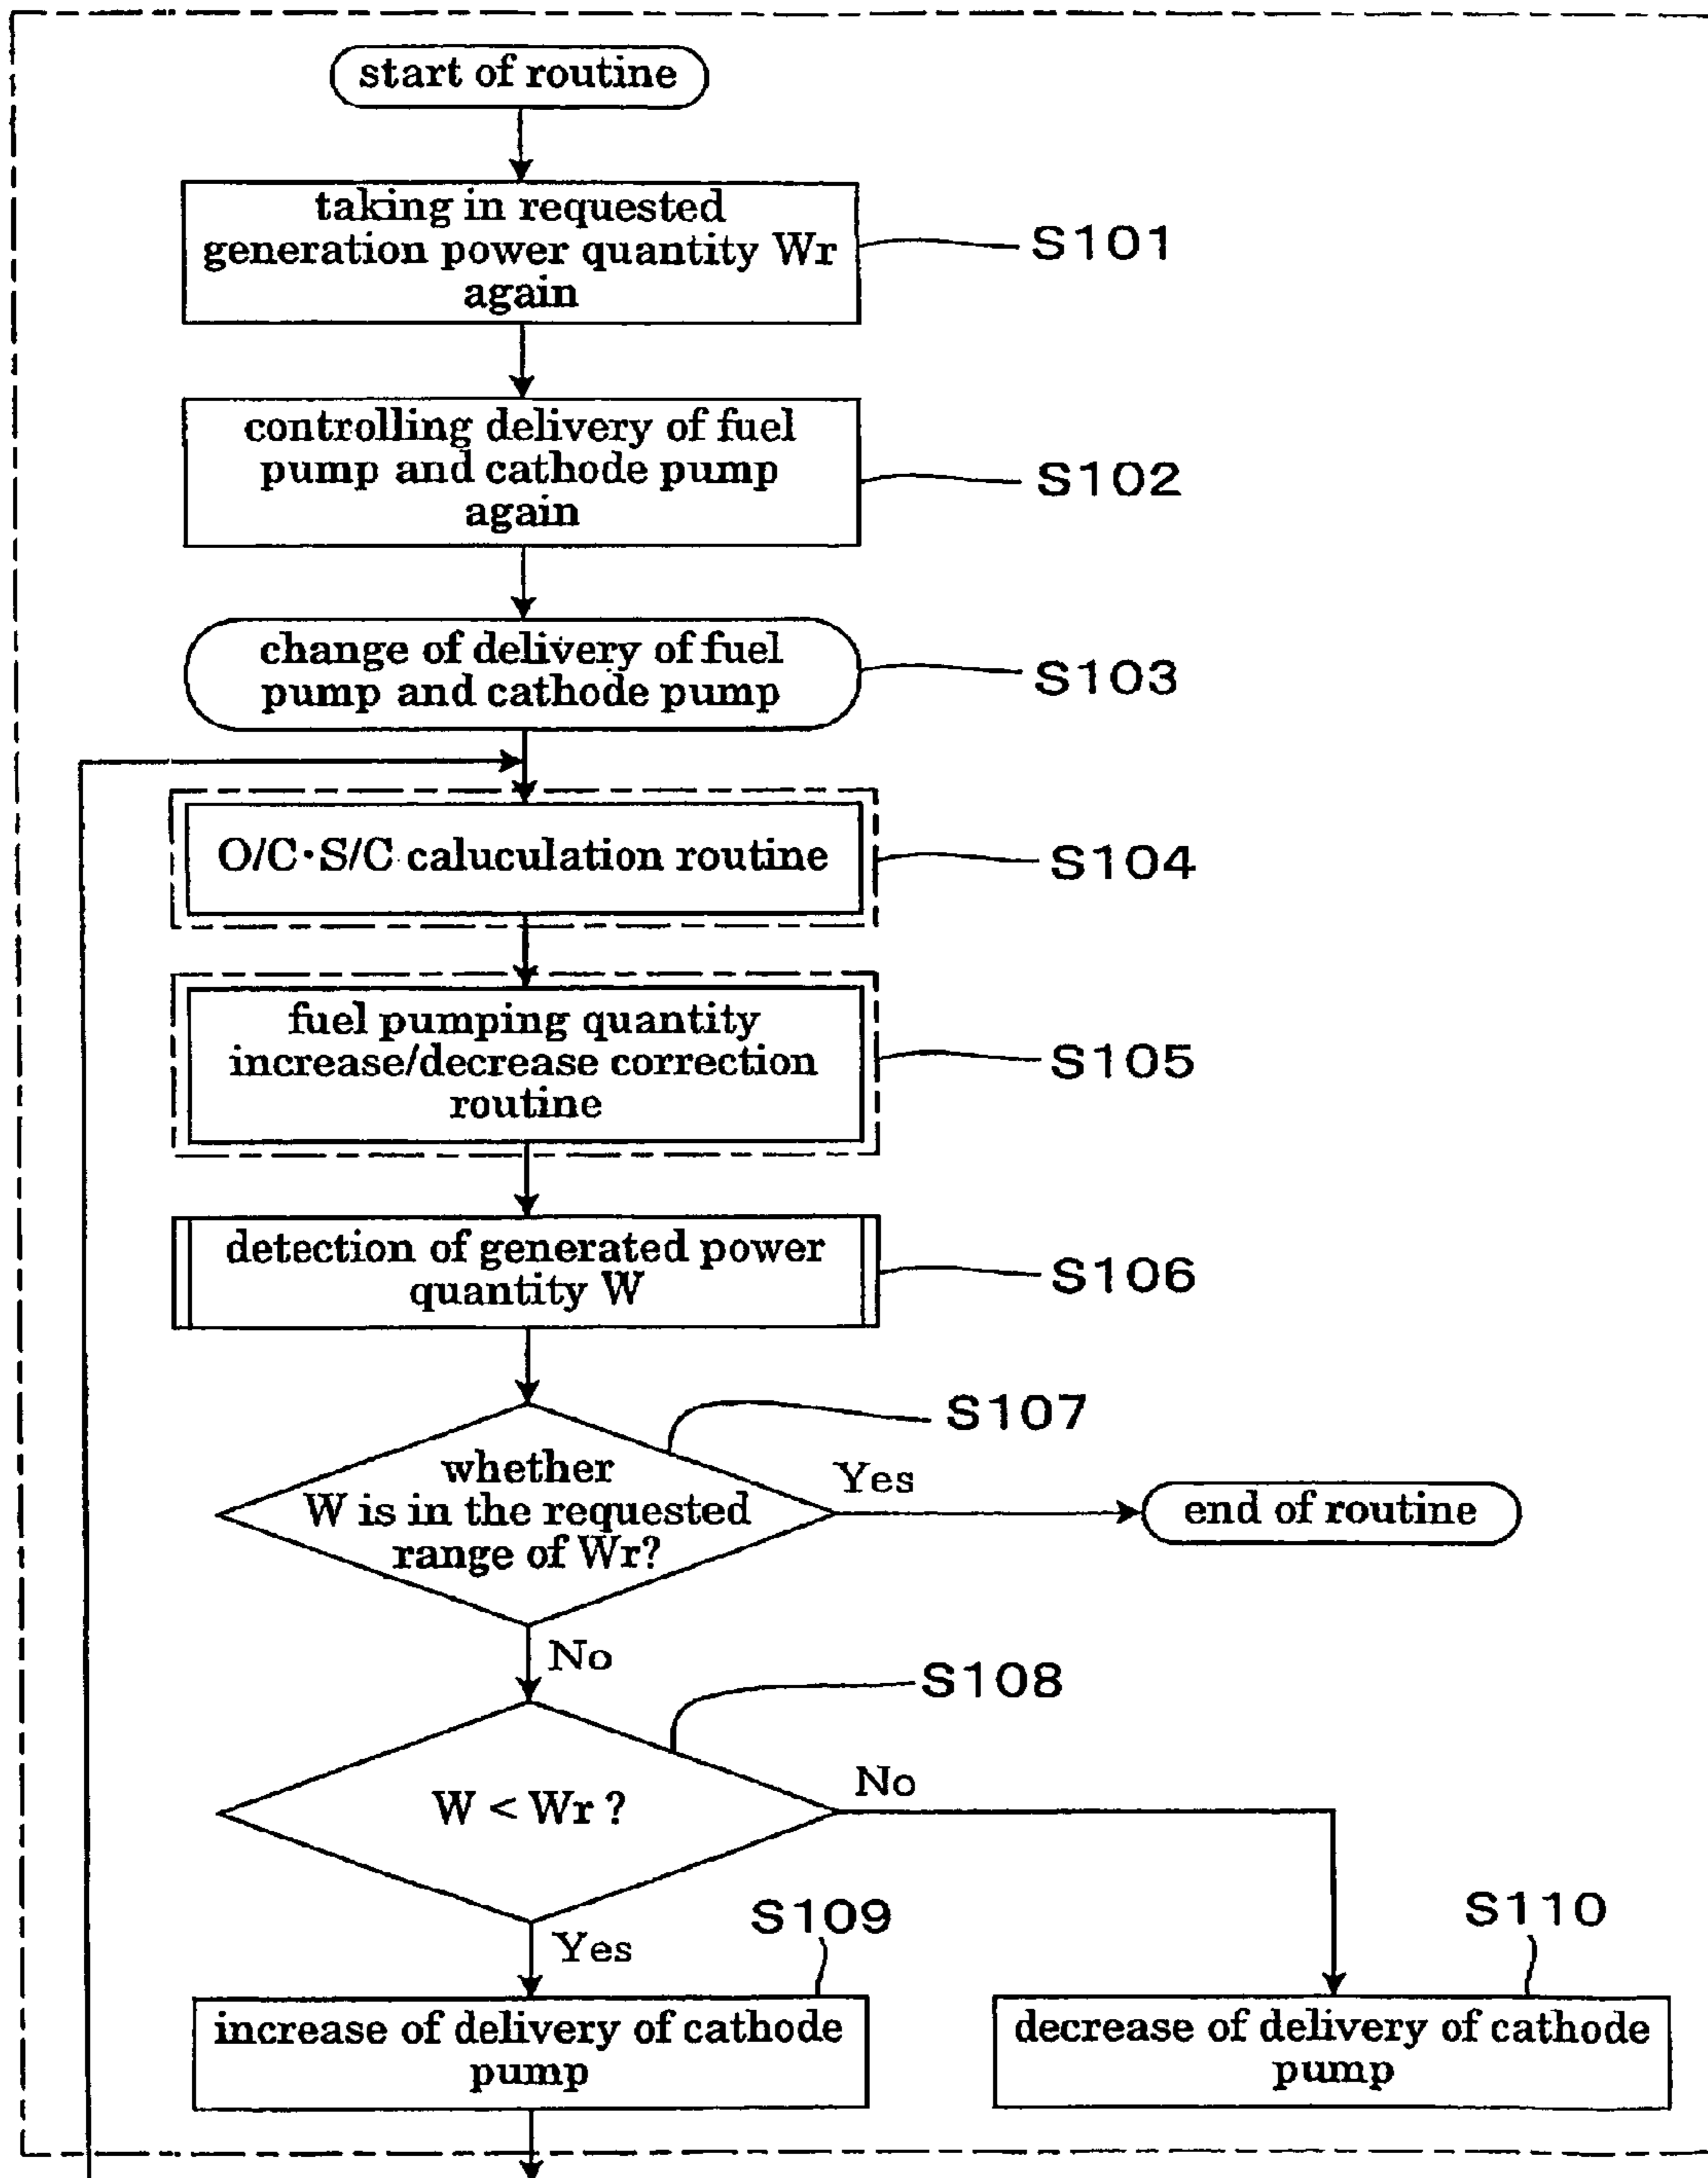 start of routine
taking in requested
generation power quantity Wr
again
S101
controlling delivery of fuel
pump and cathode pump
again
S102
change of delivery of fuel
pump and cathode pump
S103
O/C·S/C caluculation routine
S104
fuel pumping quantity
increase/decrease correction
routine
S105
detection of generated power
quantity W
S106
S107
whether
W is in the requested
range of Wr?
Yes
end of routine
No
S108
W < Wr ?
No
Yes
S109
S110
increase of delivery of cathode
pump
decrease of delivery of cathode
pump